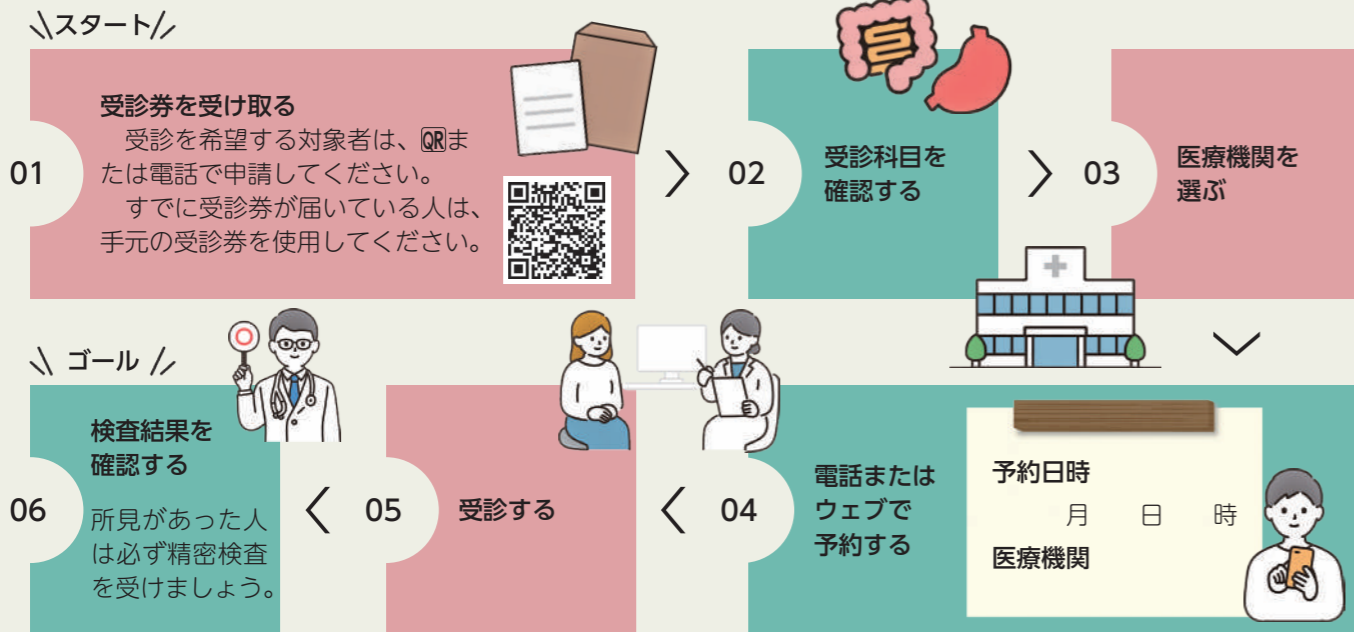 \\スタート//
01
受診券を受け取る
　受診を希望する対象者は、QRま
たは電話で申請してください。
　すでに受診券が届いている人は、
手元の受診券を使用してください。
02
受診科目を
確認する
03
医療機関を
選ぶ
04
電話または
ウェブで
予約する
予約日時
月　日　時
医療機関
05
受診する
\\ ゴール //
06
検査結果を
確認する
所見があった人
は必ず精密検査
を受けましょう。